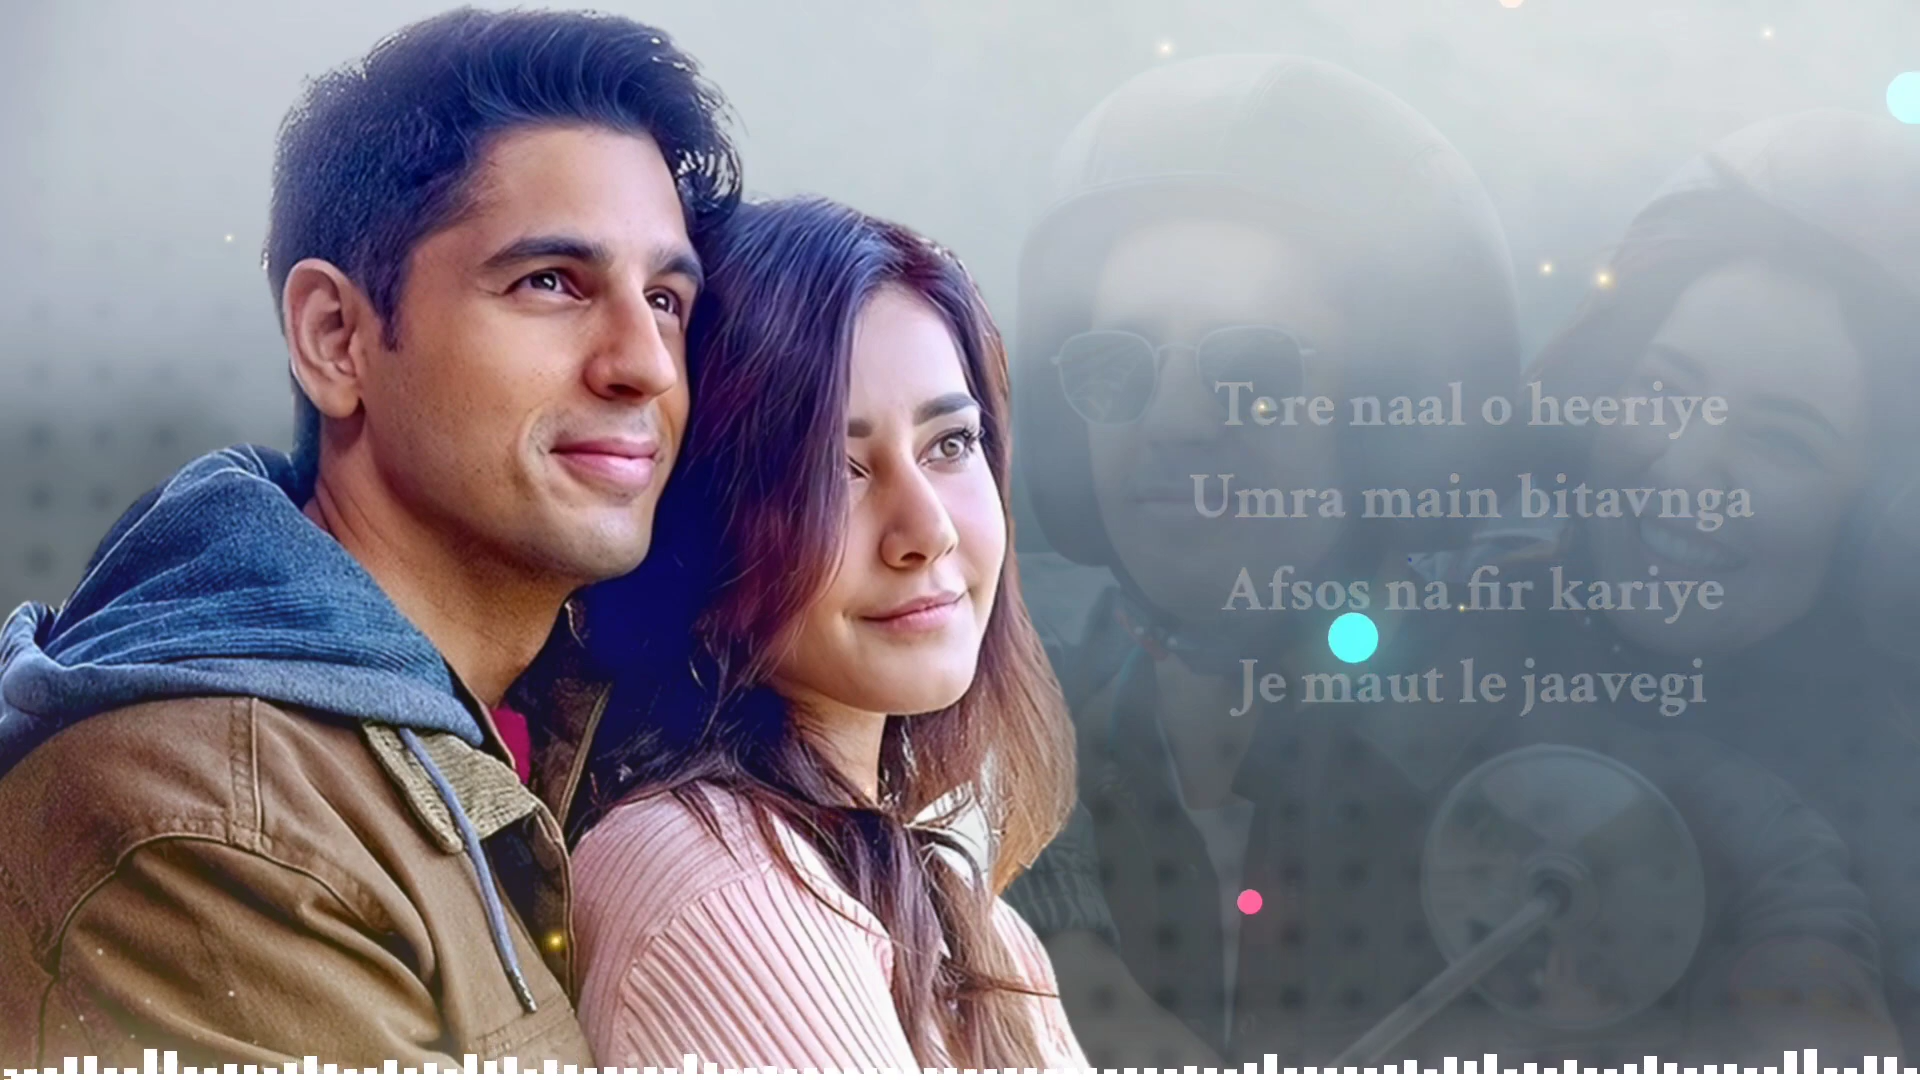 Tere naal o heeriye
Umra main bitavnga
Afsos na fir kariye
Je maut le jaavegi